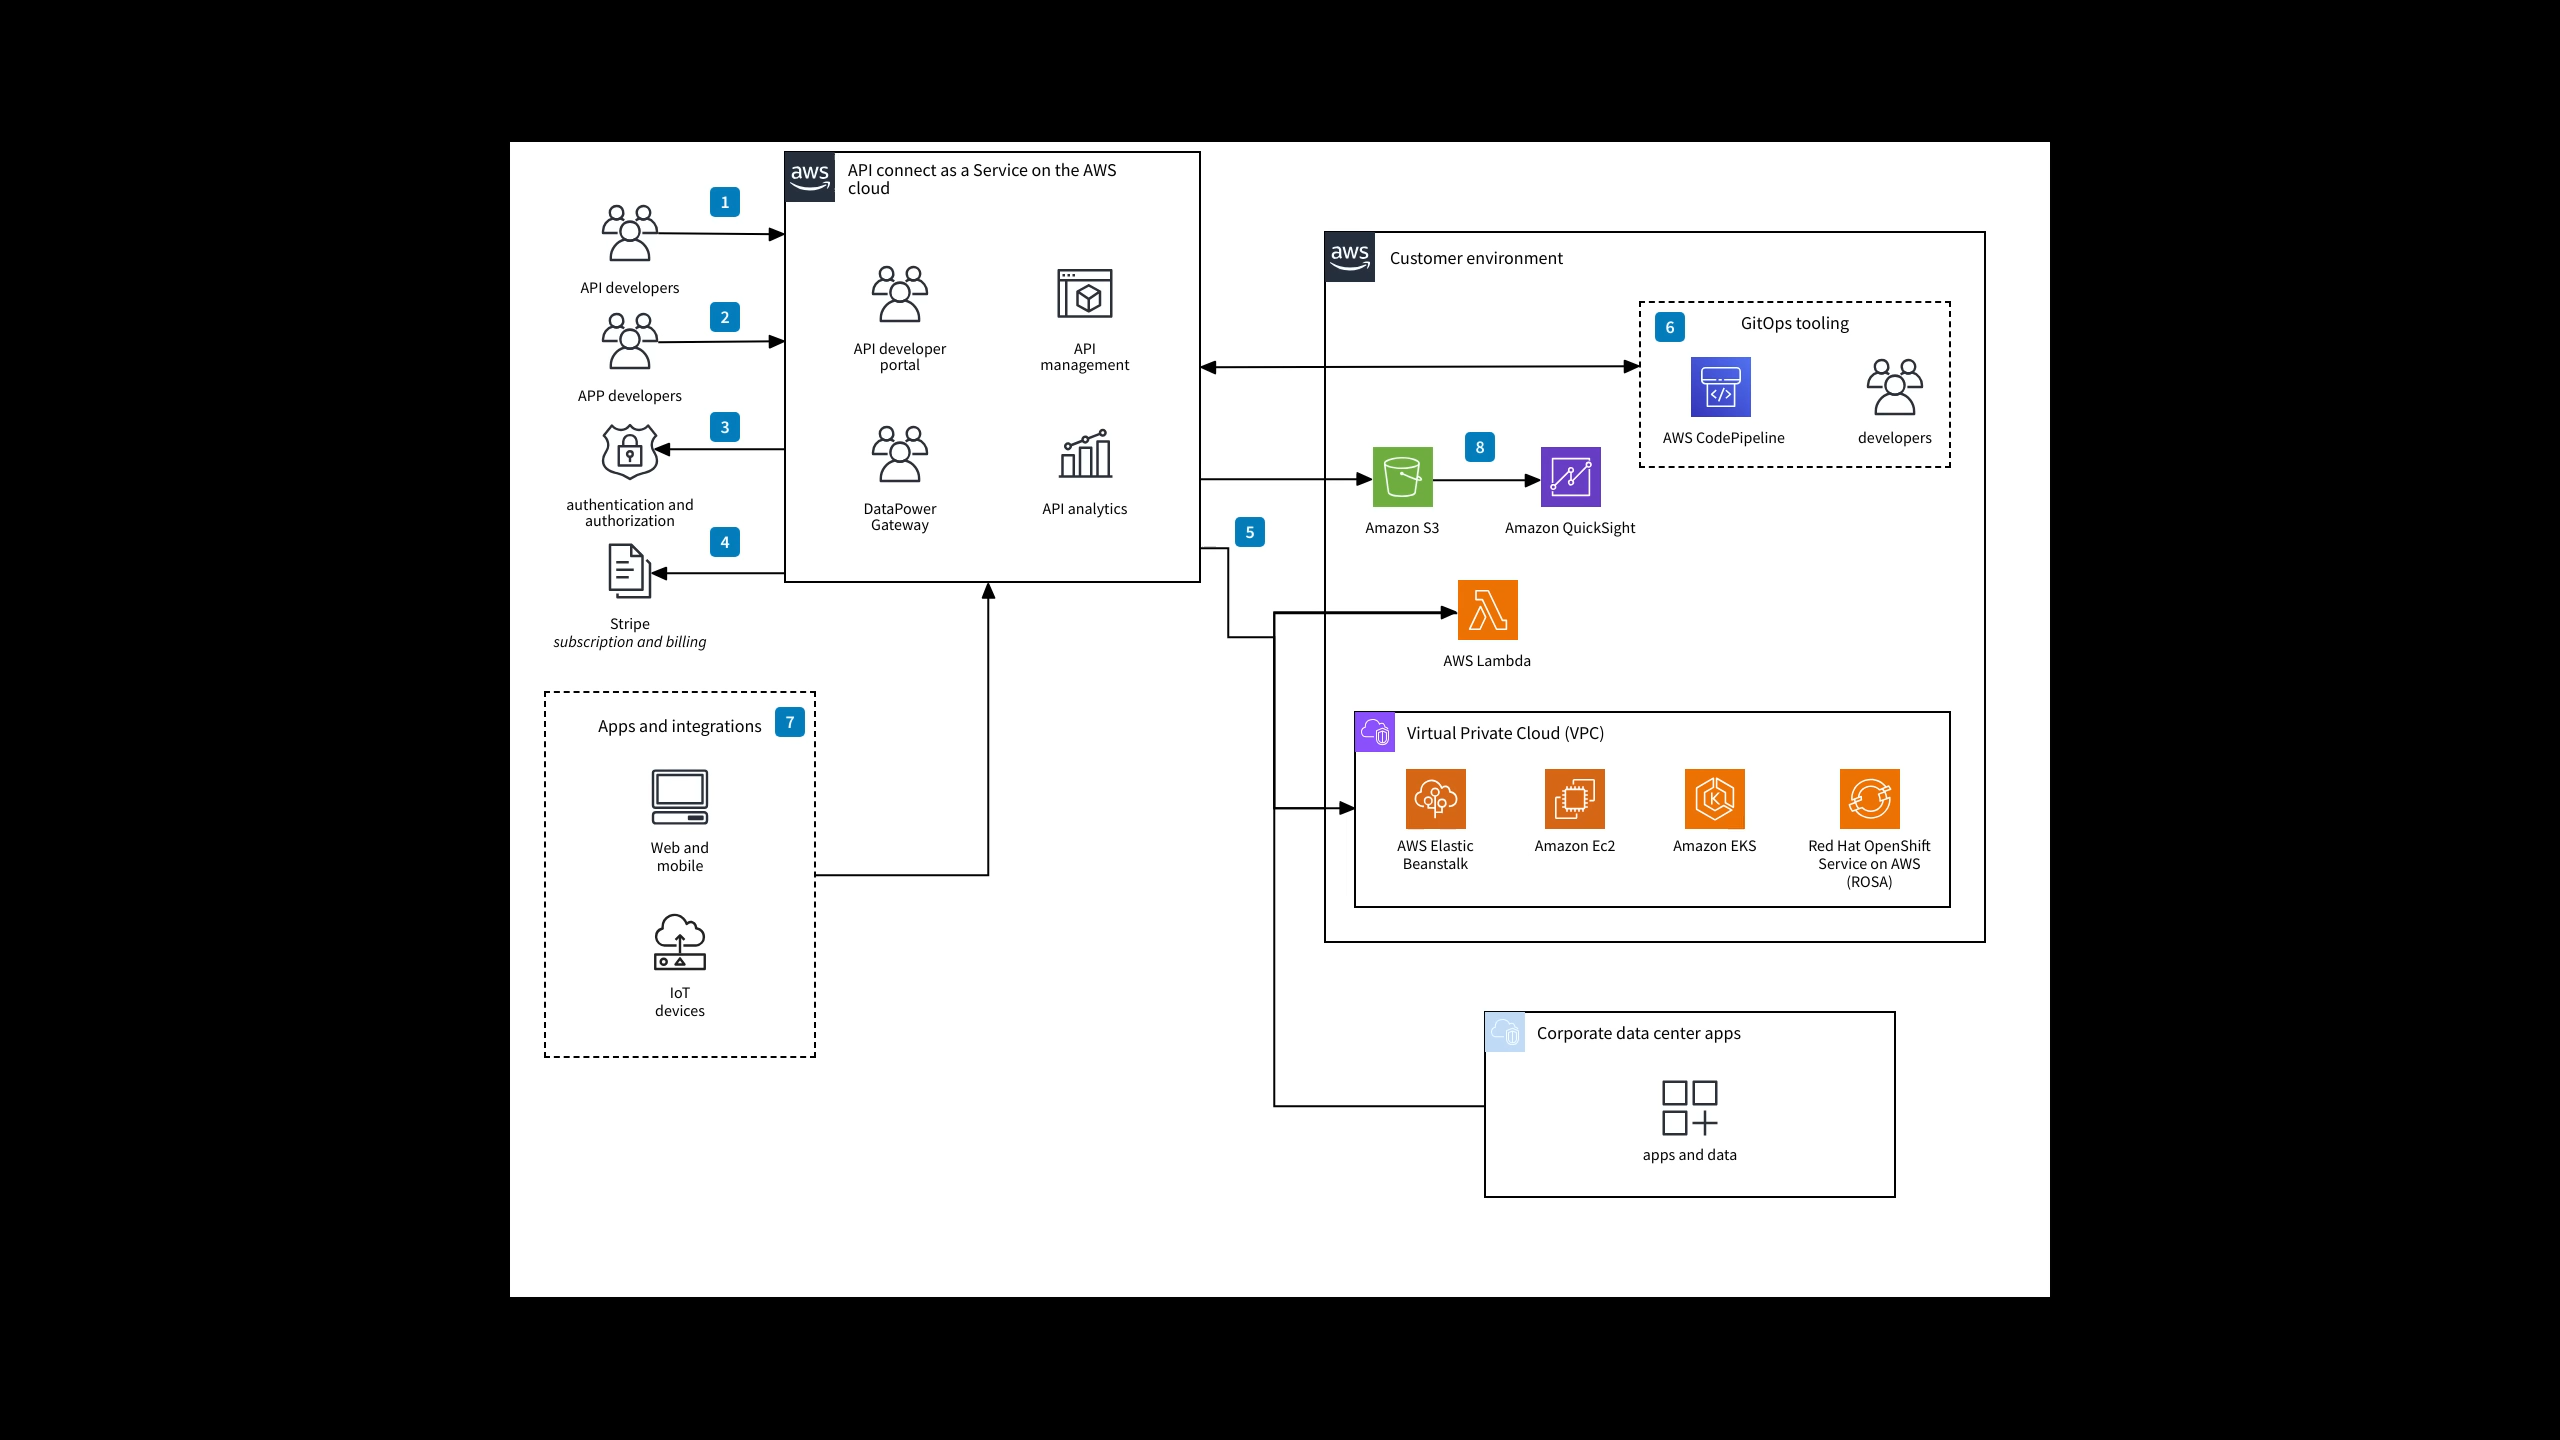 aws
API connect as a Service on the AWS
cloud
1
API developers
2
APP developers
3
authentication and
authorization
4
Stripe
subscription and billing
API developer
portal
API
management
DataPower
Gateway
API analytics
5
aws
Customer environment
6
GitOps tooling
AWS CodePipeline
developers
8
Amazon S3
Amazon QuickSight
AWS Lambda
Virtual Private Cloud (VPC)
AWS Elastic
Beanstalk
Amazon Ec2
Amazon EKS
Red Hat OpenShift
Service on AWS
(ROSA)
Apps and integrations
7
Web and
mobile
IoT
devices
Corporate data center apps
apps and data